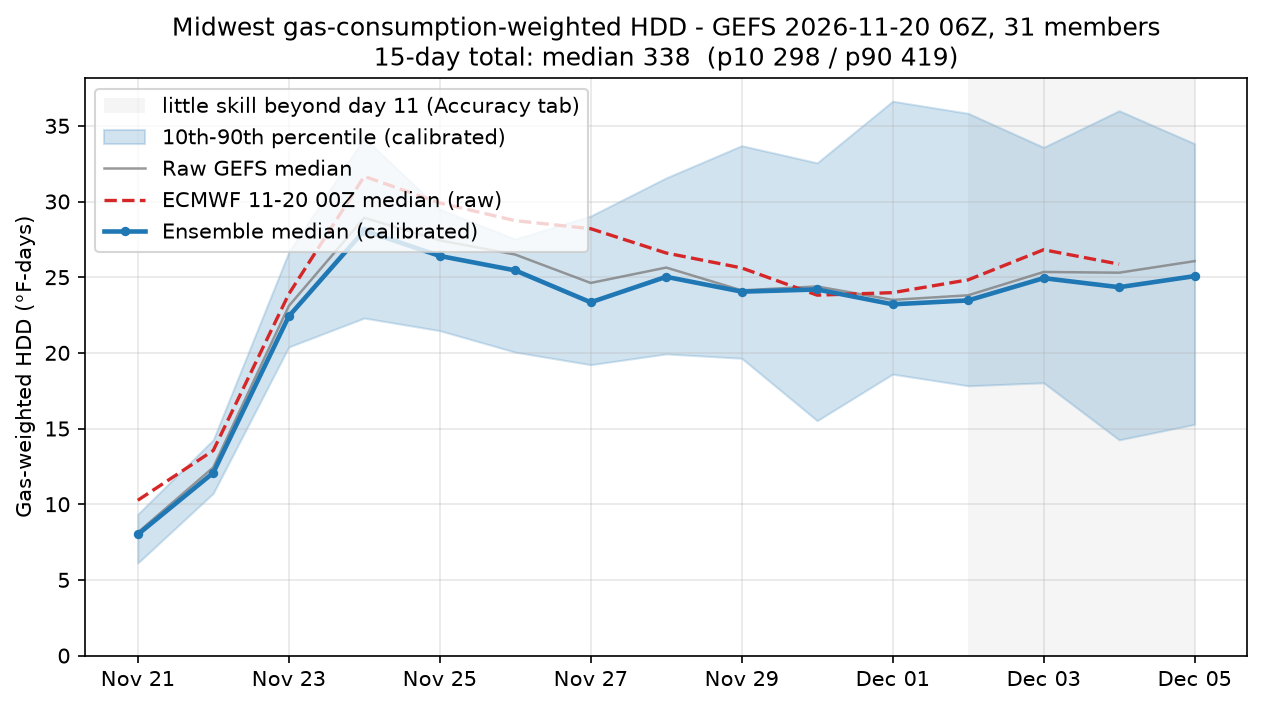 Midwest gas-consumption-weighted HDD - GEFS 2026-11-20 06Z, 31 members
15-day total: median 338  (p10 298 / p90 419)
little skill beyond day 11 (Accuracy tab)
10th-90th percentile (calibrated)
Raw GEFS median
ECMWF 11-20 00Z median (raw)
Ensemble median (calibrated)
Gas-weighted HDD (°F-days)
35
30
25
20
15
10
5
0
Nov 21
Nov 23
Nov 25
Nov 27
Nov 29
Dec 01
Dec 03
Dec 05